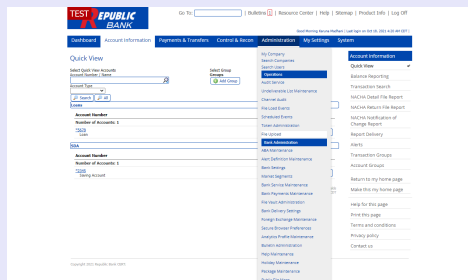 TEST REPUBLIC BANK
Go To: | Bulletins | Resource Center | Help | Sitemap | Product Info | Log Off
Dashboard Account Information Payments & Transfers Control & Recon Administration My Settings System
Quick View
Select Quick View Accounts
Account Number / Name
Account Type
Search All
Select Group
Groups
Add Group
Loans
Account Number
Number of Accounts: 1
Loan
DDA
Account Number
Number of Accounts: 1
Saving Account
My Company
Search Companies
Search Users
Operations
Audit Service
Undeliverable List Maintenance
Channel Audit
File Load Events
Scheduled Events
Token Administration
File Upload
Bank Administration
ABA Maintenance
Alert Definition Maintenance
Bank Settings
Market Segments
Bank Service Maintenance
Bank Payments Maintenance
File Vault Administration
Bank Delivery Settings
Foreign Exchange Maintenance
Secure Browser Preferences
Analytics Profile Maintenance
Bulletin Administration
Help Maintenance
Holiday Maintenance
Package Maintenance
Account Information
Quick View
Balance Reporting
Transaction Search
NACHA Detail File Report
NACHA Return File Report
NACHA Notification of
Change Report
Report Delivery
Alerts
Transaction Groups
Account Groups
Return to my home page
Make this my home page
Help for this page
Print this page
Terms and conditions
Privacy policy
Contact us